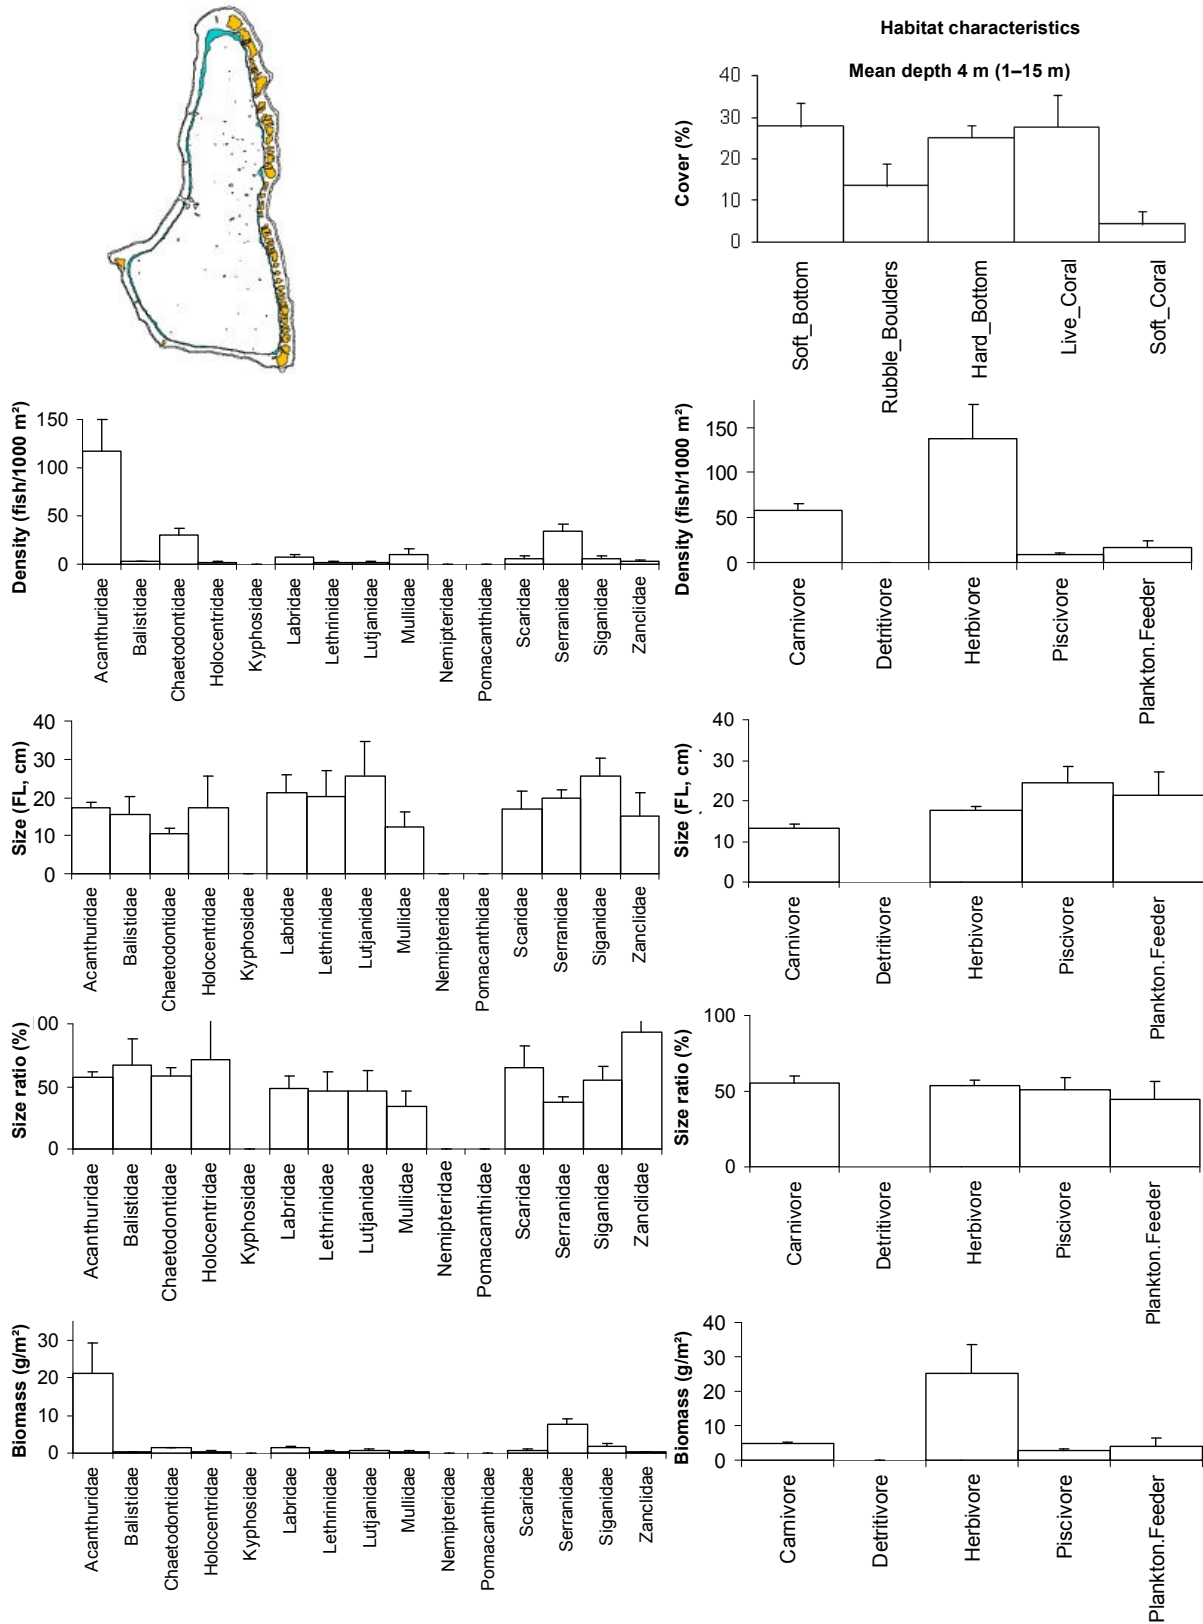 Habitat characteristics
Mean depth 4 m (1–15 m)
Cover (%)
40
30
20
10
0
Soft_Bottom
Rubble_Boulders
Hard_Bottom
Live_Coral
Soft_Coral
Density (fish/1000 m²)
150
100
50
0
Acanthuridae
Balistidae
Chaetodontidae
Holocentridae
Kyphosidae
Labridae
Lethrinidae
Lutjanidae
Mullidae
Nemipteridae
Pomacanthidae
Scaridae
Serranidae
Siganidae
Zanclidae
Density (fish/1000 m²)
150
100
50
0
Carnivore
Detritivore
Herbivore
Piscivore
Plankton.Feeder
Size (FL, cm)
40
30
20
10
0
Acanthuridae
Balistidae
Chaetodontidae
Holocentridae
Kyphosidae
Labridae
Lethrinidae
Lutjanidae
Mullidae
Nemipteridae
Pomacanthidae
Scaridae
Serranidae
Siganidae
Zanclidae
Size (FL, cm)
40
30
20
10
0
Carnivore
Detritivore
Herbivore
Piscivore
Plankton.Feeder
Size ratio (%)
00
50
0
Acanthuridae
Balistidae
Chaetodontidae
Holocentridae
Kyphosidae
Labridae
Lethrinidae
Lutjanidae
Mullidae
Nemipteridae
Pomacanthidae
Scaridae
Serranidae
Siganidae
Zanclidae
Size ratio (%)
100
50
0
Carnivore
Detritivore
Herbivore
Piscivore
Plankton.Feeder
Biomass (g/m²)
30
20
10
0
Acanthuridae
Balistidae
Chaetodontidae
Holocentridae
Kyphosidae
Labridae
Lethrinidae
Lutjanidae
Mullidae
Nemipteridae
Pomacanthidae
Scaridae
Serranidae
Siganidae
Zanclidae
Biomass (g/m²)
40
30
20
10
0
Carnivore
Detritivore
Herbivore
Piscivore
Plankton.Feeder